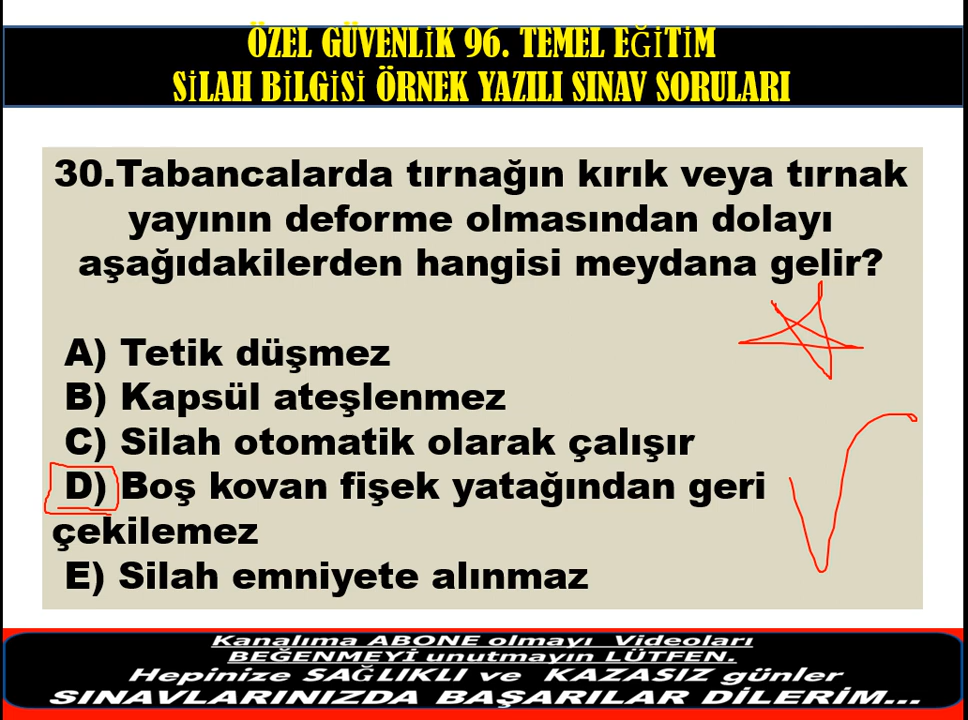 ÖZEL GÜVENLİK 96. TEMEL EĞİTİM
SİLAH BİLGİSİ ÖRNEK YAZILI SINAV SORULARI
30.Tabancalarda tırnağın kırık veya tırnak
yayının deforme olmasından dolayı
aşağıdakilerden hangisi meydana gelir?
A) Tetik düşmez
B) Kapsül ateşlenmez
C) Silah otomatik olarak çalışır
D) Boş kovan fişek yatağından geri
çekilemez
E) Silah emniyete alınmaz
Kanalıma ABONE olmayı Videoları
BEĞENMEYİ unutmayın LÜTFEN.
Hepinize SAĞLIKLI ve KAZASIZ günler
SINAVLARINIZDA BAŞARILAR DİLERİM...